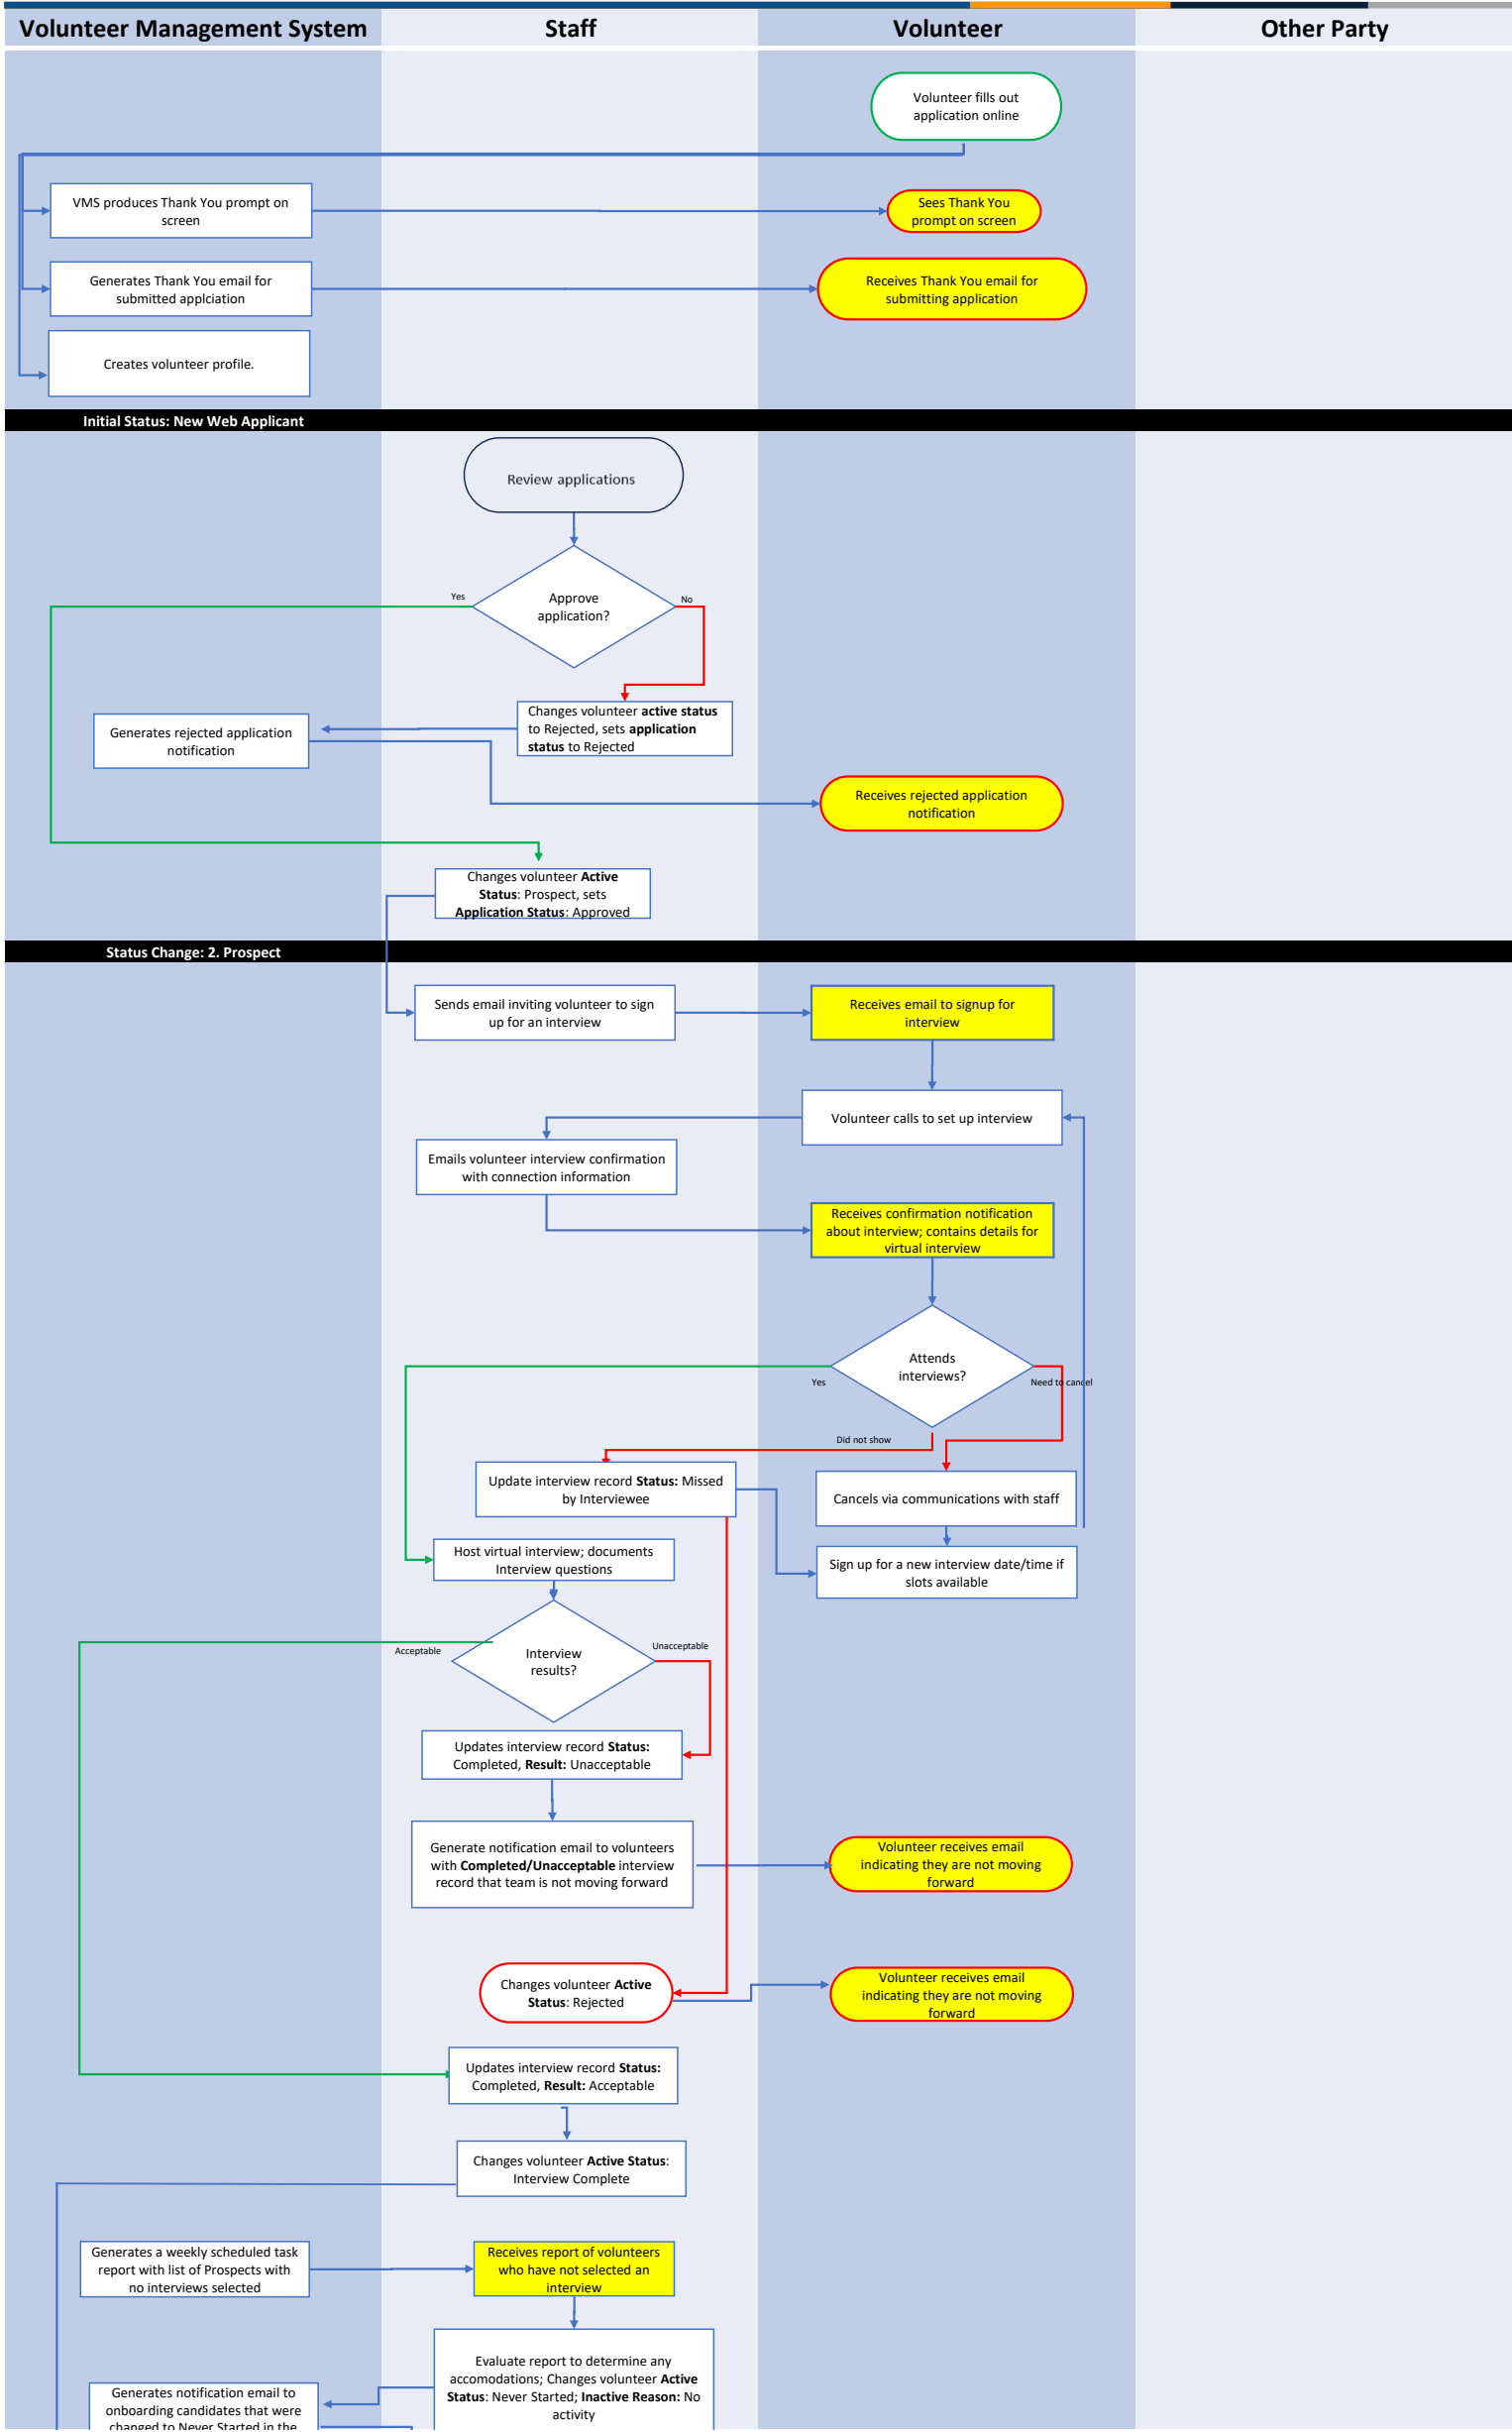 Volunteer Management System
Staff
Volunteer
Other Party
Volunteer fills out
application online
VMS produces Thank You prompt on
screen
Sees Thank You
prompt on screen
Generates Thank You email for
submitted applciation
Receives Thank You email for
submitting application
Creates volunteer profile.
Initial Status: New Web Applicant
Review applications
Approve
application?
Yes
No
Changes volunteer active status
to Rejected, sets application
status to Rejected
Generates rejected application
notification
Receives rejected application
notification
Changes volunteer Active
Status: Prospect, sets
Application Status: Approved
Status Change: 2. Prospect
Sends email inviting volunteer to sign
up for an interview
Receives email to signup for
interview
Volunteer calls to set up interview
Emails volunteer interview confirmation
with connection information
Receives confirmation notification
about interview; contains details for
virtual interview
Attends
interviews?
Yes
Need to cancel
Did not show
Update interview record Status: Missed
by Interviewee
Cancels via communications with staff
Host virtual interview; documents
Interview questions
Sign up for a new interview date/time if
slots available
Interview
results?
Acceptable
Unacceptable
Updates interview record Status:
Completed, Result: Unacceptable
Generate notification email to volunteers
with Completed/Unacceptable interview
record that team is not moving forward
Volunteer receives email
indicating they are not moving
forward
Changes volunteer Active
Status: Rejected
Volunteer receives email
indicating they are not moving
forward
Updates interview record Status:
Completed, Result: Acceptable
Changes volunteer Active Status:
Interview Complete
Generates a weekly scheduled task
report with list of Prospects with
no interviews selected
Receives report of volunteers
who have not selected an
interview
Evaluate report to determine any
accomodations; Changes volunteer Active
Status: Never Started; Inactive Reason: No
activity
Generates notification email to
onboarding candidates that were
changed to Never Started in the